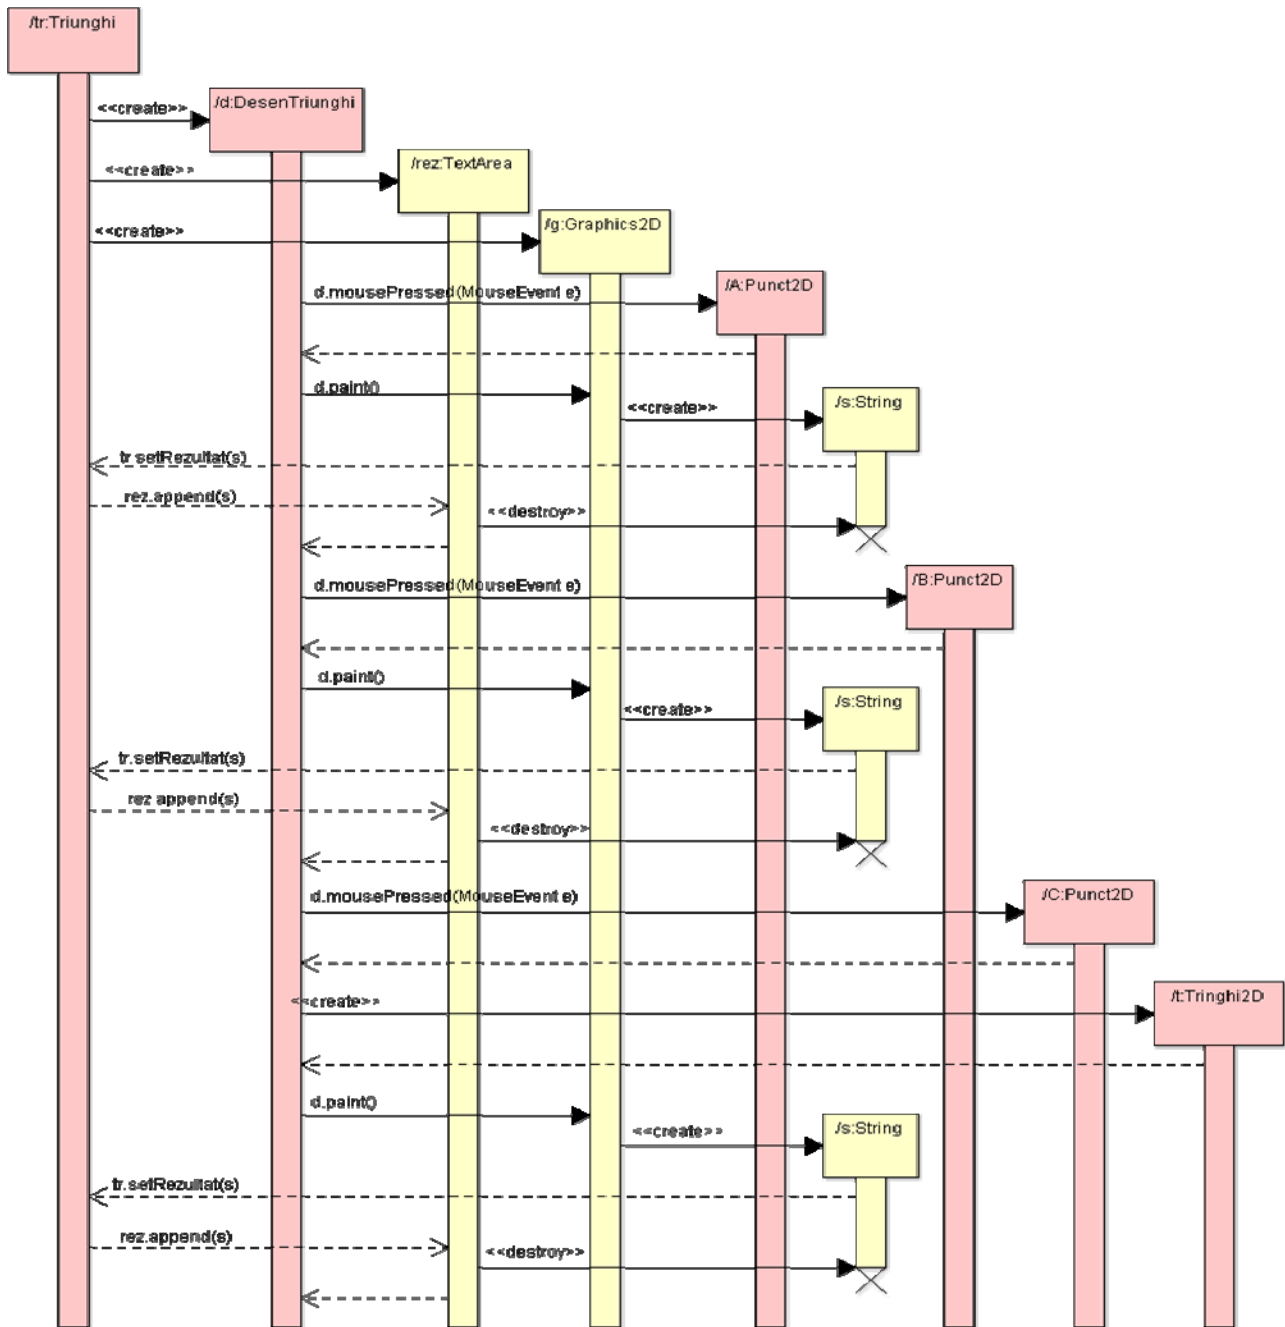 /tr:Triunghi
<<create>>
/d:DesenTriunghi
<<create>>
/rez:TextArea
<<create>>
/g:Graphics2D
d.mousePressed(MouseEvent e)
/A:Punct2D
d.paint()
<<create>>
/s:String
tr.setRezultat(s)
rez.append(s)
<<destroy>>
d.mousePressed(MouseEvent e)
/B:Punct2D
d.paint()
<<create>>
/s:String
tr.setRezultat(s)
rez.append(s)
<<destroy>>
d.mousePressed(MouseEvent e)
/C:Punct2D
<<create>>
/t:Tringhi2D
d.paint()
<<create>>
/s:String
tr.setRezultat(s)
rez.append(s)
<<destroy>>